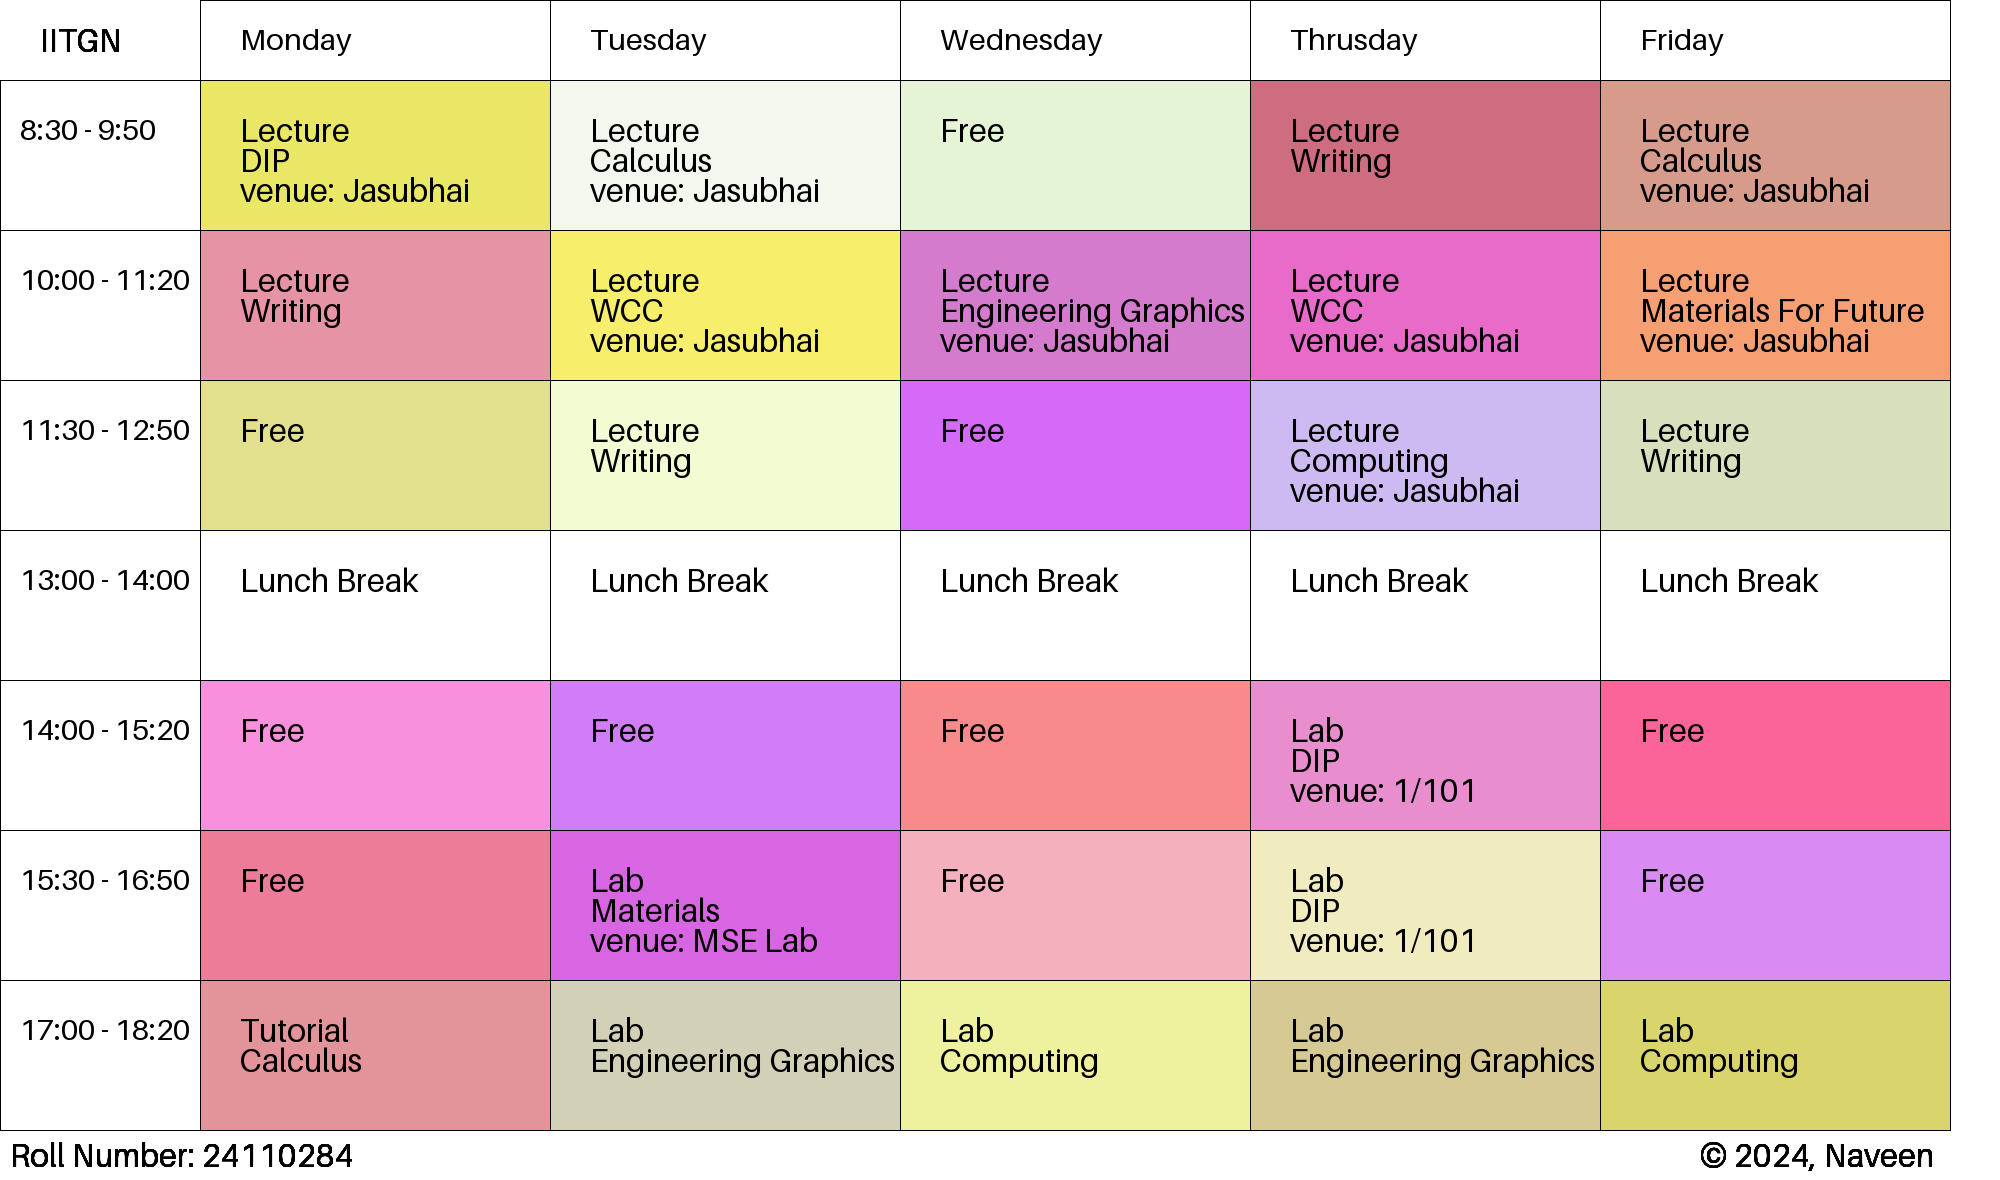 IITGN Monday Tuesday Wednesday Thrusday Friday
8:30 - 9:50
Lecture
DIP
venue: Jasubhai
Lecture
Calculus
venue: Jasubhai
Free
Lecture
Writing
Lecture
Calculus
venue: Jasubhai
10:00 - 11:20
Lecture
Writing
Lecture
WCC
venue: Jasubhai
Lecture
Engineering Graphics
venue: Jasubhai
Lecture
WCC
venue: Jasubhai
Lecture
Materials For Future
venue: Jasubhai
11:30 - 12:50
Free
Lecture
Writing
Free
Lecture
Computing
venue: Jasubhai
Lecture
Writing
13:00 - 14:00
Lunch Break
Lunch Break
Lunch Break
Lunch Break
Lunch Break
14:00 - 15:20
Free
Free
Free
Lab
DIP
venue: 1/101
Free
15:30 - 16:50
Free
Lab
Materials
venue: MSE Lab
Free
Lab
DIP
venue: 1/101
Free
17:00 - 18:20
Tutorial
Calculus
Lab
Engineering Graphics
Lab
Computing
Lab
Engineering Graphics
Lab
Computing
Roll Number: 24110284
© 2024, Naveen